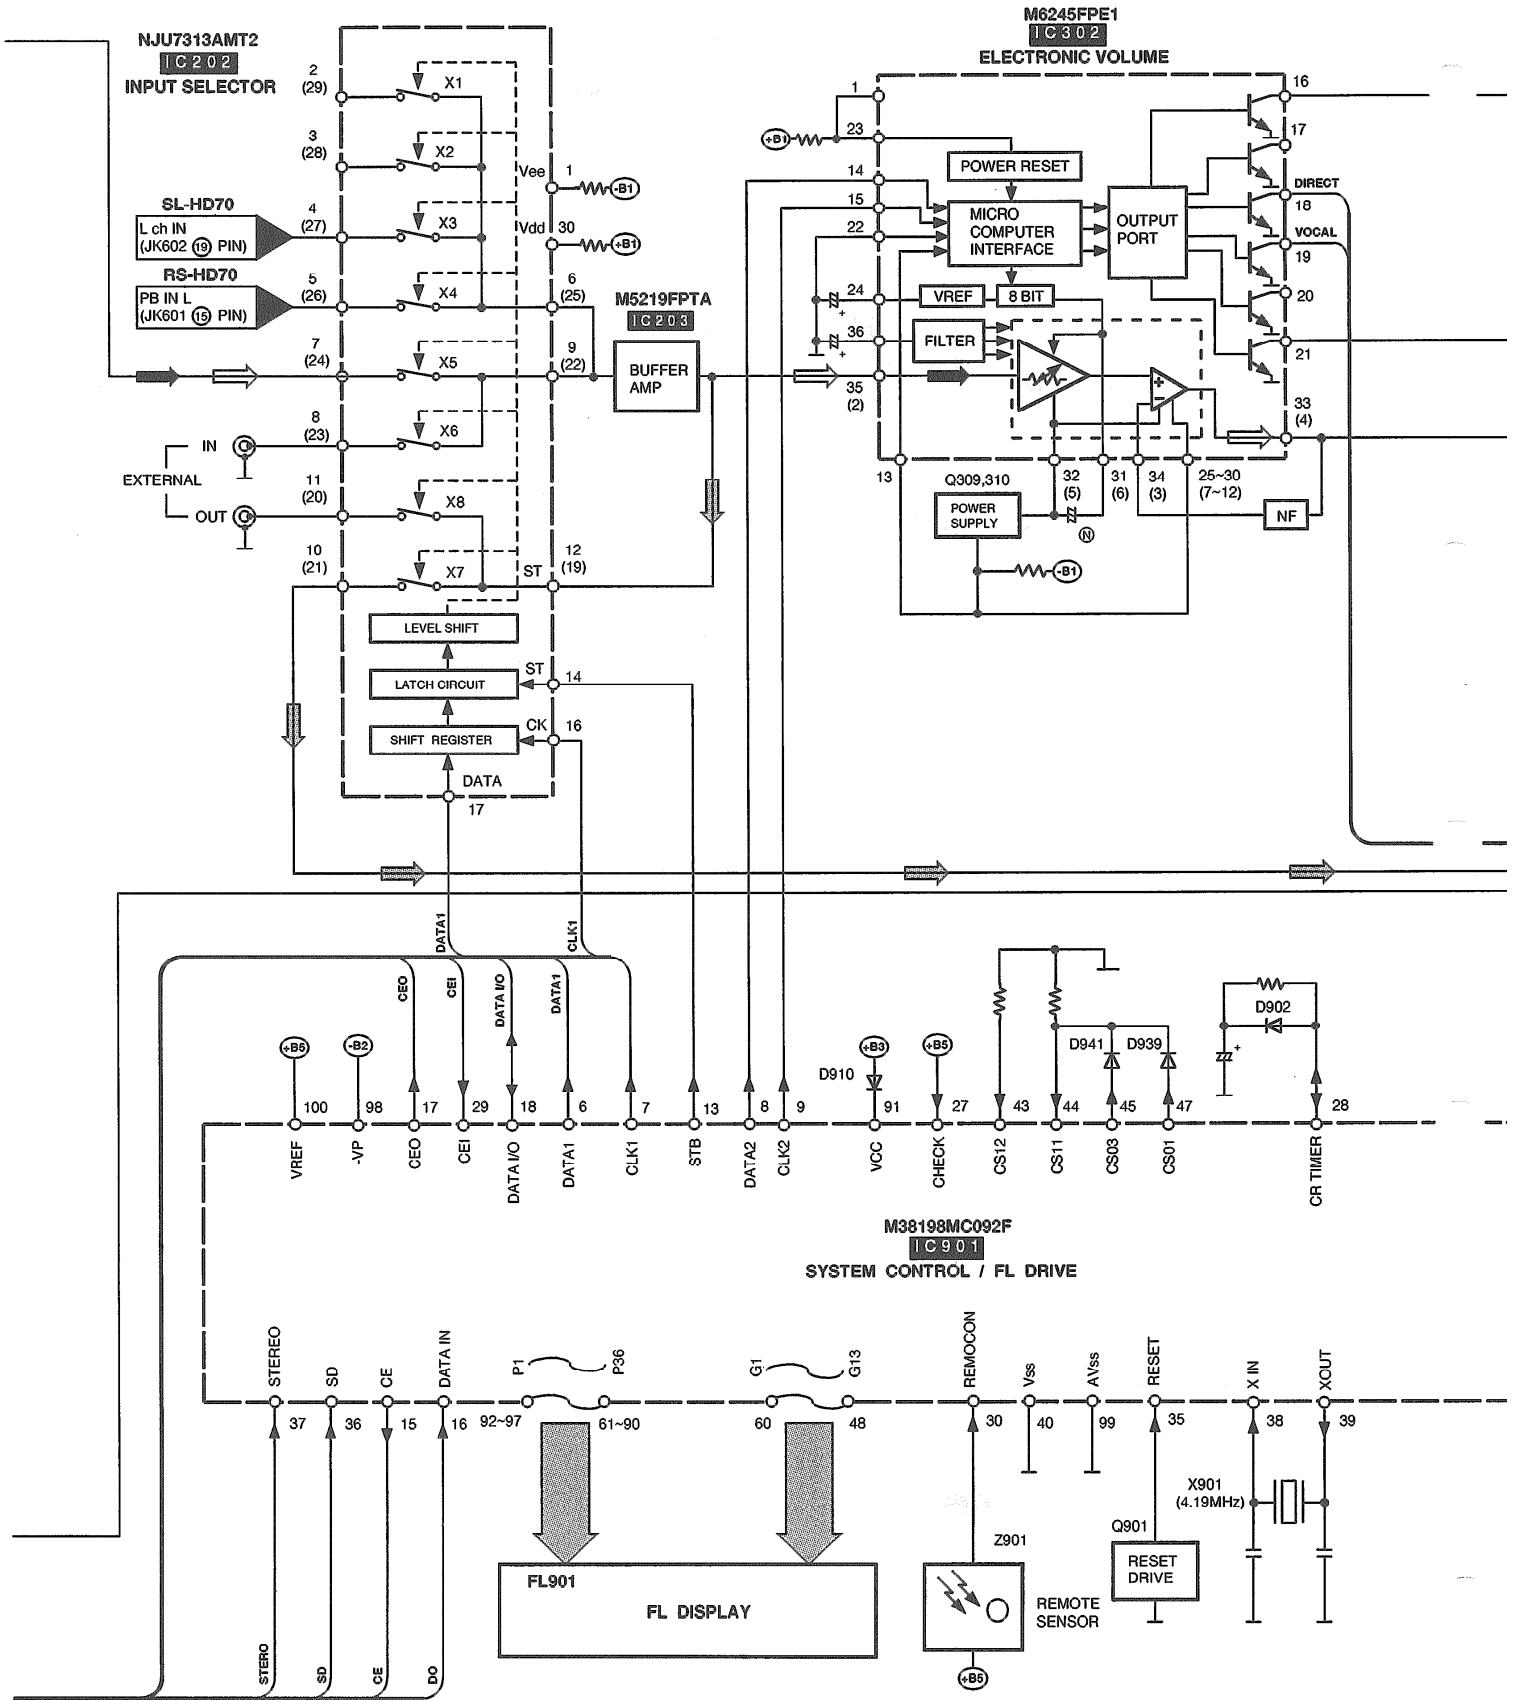 NJU7313AMT2
IC202
INPUT SELECTOR
2
(29)
X1
3
(28)
X2
Vee
1
-B1
SL-HD70
L ch IN
(JK602 19 PIN)
4
(27)
X3
Vdd
30
+B1
RS-HD70
PB IN L
(JK601 15 PIN)
5
(26)
X4
6
(25)
7
(24)
X5
9
(22)
M5219FPTA
IC203
BUFFER
AMP
8
(23)
X6
EXTERNAL
IN
OUT
11
(20)
X8
10
(21)
X7
ST
12
(19)
LEVEL SHIFT
LATCH CIRCUIT
ST
14
SHIFT REGISTER
CK
16
DATA
17
M6245FPE1
IC302
ELECTRONIC VOLUME
1
23
+B1
14
15
22
24
+
36
+
35
(2)
13
POWER RESET
MICRO
COMPUTER
INTERFACE
OUTPUT
PORT
VREF
8 BIT
FILTER
+
−
16
17
DIRECT
18
VOCAL
19
20
21
33
(4)
Q309,310
POWER
SUPPLY
32
(5)
N
31
(6)
34
(3)
25~30
(7~12)
NF
-B1
DATA1
CLK1
CEO
CEI
DATA I/O
DATA1
+B5
-B2
D910
+B3
+B5
D941
D939
D902
+
100
98
17
29
18
6
7
13
8
9
91
27
43
44
45
47
28
VREF
-VP
CEO
CEI
DATA I/O
DATA1
CLK1
STB
DATA2
CLK2
VCC
CHECK
CS12
CS11
CS03
CS01
CR TIMER
M38198MC092F
IC901
SYSTEM CONTROL / FL DRIVE
STEREO
SD
CE
DATA IN
P1
P36
G1
G13
REMOCON
Vss
AVss
RESET
X IN
XOUT
37
36
15
16
92~97
61~90
60
48
30
40
99
35
38
39
X901
(4.19MHz)
Q901
RESET
DRIVE
Z901
REMOTE
SENSOR
+B5
FL901
FL DISPLAY
STERO
SD
CE
DO